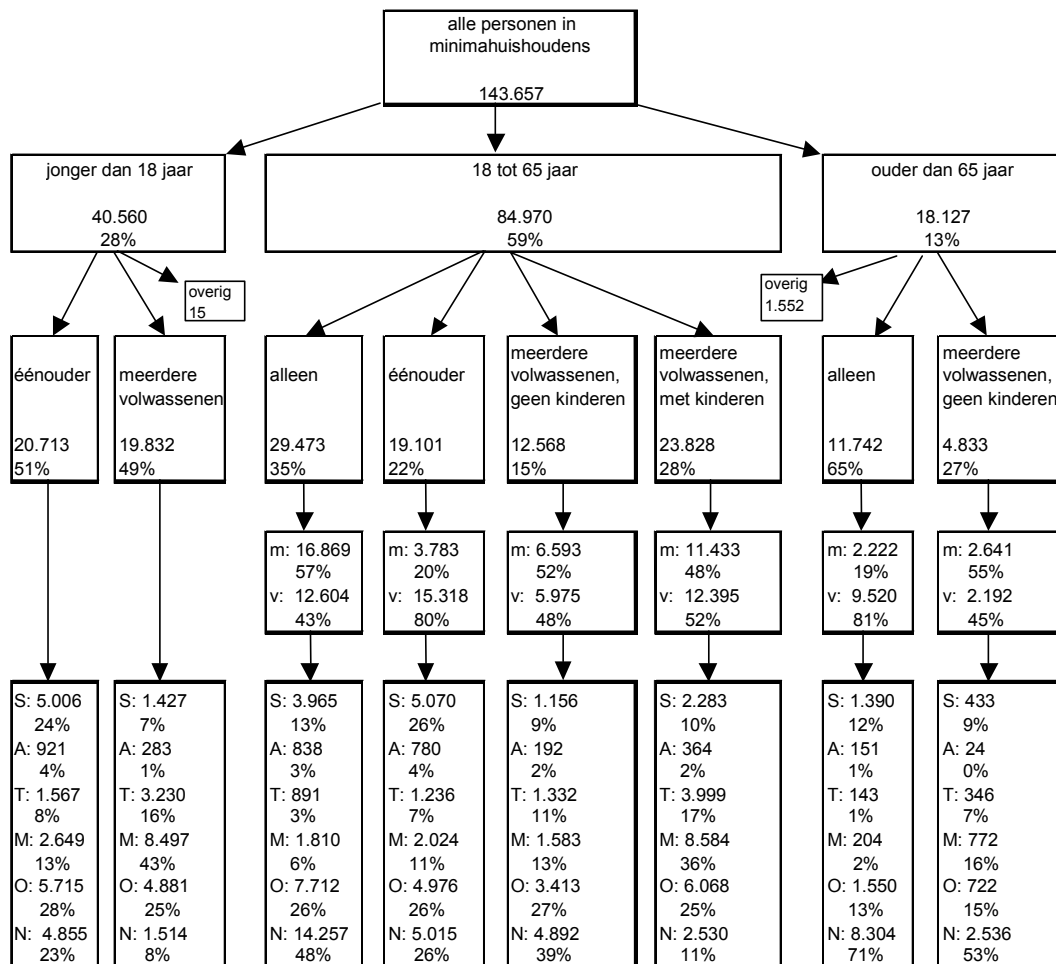 alle personen in
minimahuishoudens
143.657
jonger dan 18 jaar
40.560
28%
18 tot 65 jaar
84.970
59%
ouder dan 65 jaar
18.127
13%
overig
15
overig
1.552
éénouder
20.713
51%
meerdere
volwassenen
19.832
49%
alleen
29.473
35%
éénouder
19.101
22%
meerdere
volwassenen,
geen kinderen
12.568
15%
meerdere
volwassenen,
met kinderen
23.828
28%
alleen
11.742
65%
meerdere
volwassenen,
geen kinderen
4.833
27%
m: 16.869
57%
v: 12.604
43%
m: 3.783
20%
v: 15.318
80%
m: 6.593
52%
v: 5.975
48%
m: 11.433
48%
v: 12.395
52%
m: 2.222
19%
v: 9.520
81%
m: 2.641
55%
v: 2.192
45%
S: 5.006
24%
A: 921
4%
T: 1.567
8%
M: 2.649
13%
O: 5.715
28%
N: 4.855
23%
S: 1.427
7%
A: 283
1%
T: 3.230
16%
M: 8.497
43%
O: 4.881
25%
N: 1.514
8%
S: 3.965
13%
A: 838
3%
T: 891
3%
M: 1.810
6%
O: 7.712
26%
N: 14.257
48%
S: 5.070
26%
A: 780
4%
T: 1.236
7%
M: 2.024
11%
O: 4.976
26%
N: 5.015
26%
S: 1.156
9%
A: 192
2%
T: 1.332
11%
M: 1.583
13%
O: 3.413
27%
N: 4.892
39%
S: 2.283
10%
A: 364
2%
T: 3.999
17%
M: 8.584
36%
O: 6.068
25%
N: 2.530
11%
S: 1.390
12%
A: 151
1%
T: 143
1%
M: 204
2%
O: 1.550
13%
N: 8.304
71%
S: 433
9%
A: 24
0%
T: 346
7%
M: 772
16%
O: 722
15%
N: 2.536
53%